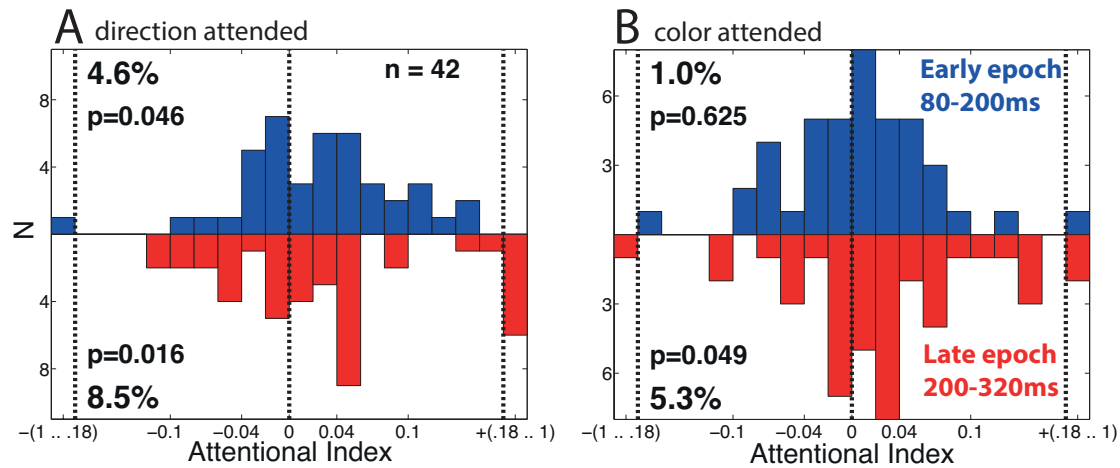 A direction attended
4.6%
n = 42
p=0.046
8
4
N
4
8
p=0.016
8.5%
−(1 .. .18) −0.1 −0.04 0 0.04 0.1 +(.18 .. 1)
Attentional Index
B color attended
1.0%
Early epoch
80-200ms
p=0.625
6
3
3
6
p=0.049
5.3%
Late epoch
200-320ms
−(1 .. .18) −0.1 −0.04 0 0.04 0.1 +(.18 .. 1)
Attentional Index